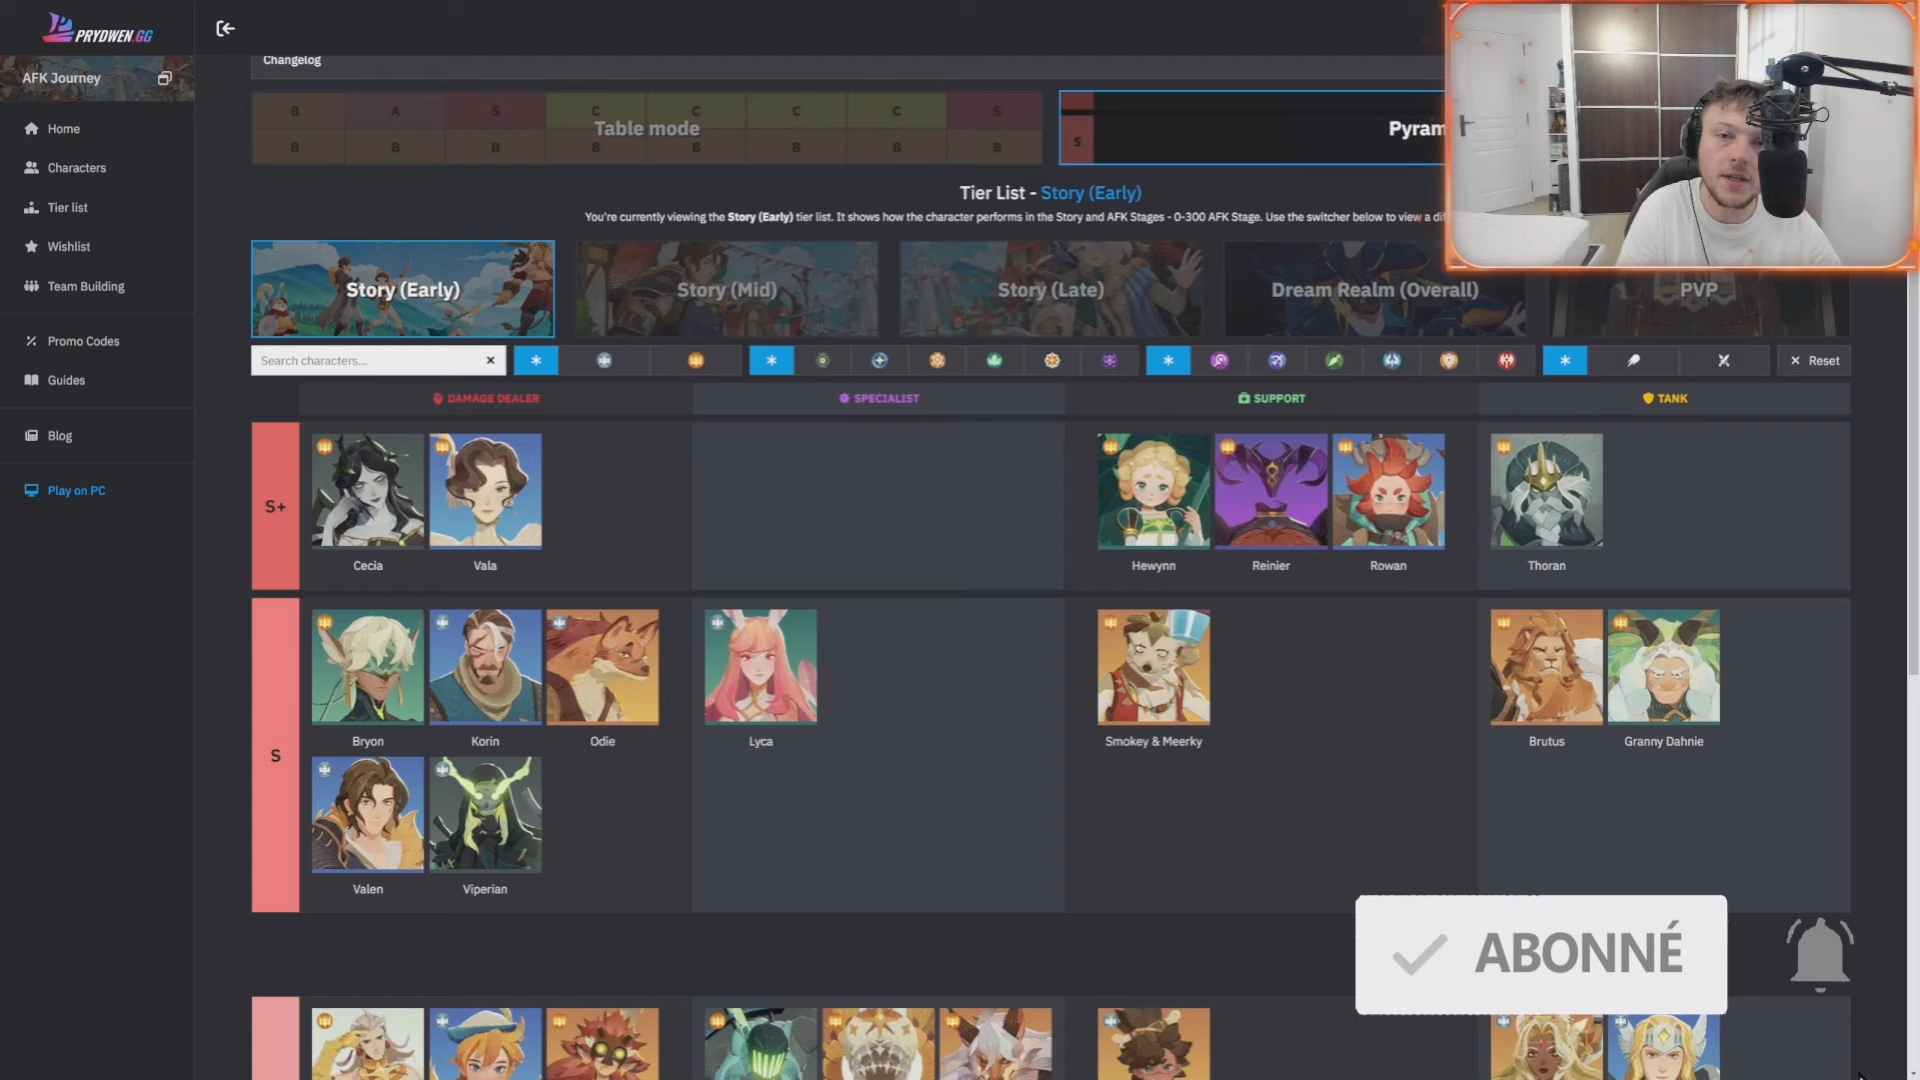 PRYDWEN.GG
AFK Journey
Home
Characters
Tier list
Wishlist
Team Building
Promo Codes
Guides
Blog
Play on PC
Changelog
B A S C C C C S
Table mode
B B B B B B B B
S
Pyram
Tier List - Story (Early)
You're currently viewing the Story (Early) tier list. It shows how the character performs in the Story and AFK Stages - 0-300 AFK Stage. Use the switcher below to view a di
Story (Early)
Story (Mid)
Story (Late)
Dream Realm (Overall)
PVP
Search characters...
Reset
DAMAGE DEALER
SPECIALIST
SUPPORT
TANK
S+
Cecia
Vala
Hewynn
Reinier
Rowan
Thoran
S
Bryon
Korin
Odie
Lyca
Smokey & Meerky
Brutus
Granny Dahnie
Valen
Viperian
ABONNÉ